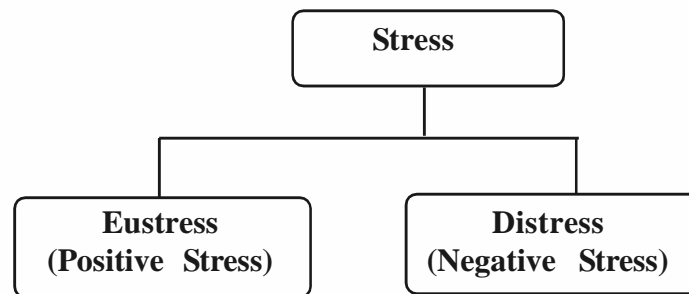 Stress
Eustress
(Positive Stress)
Distress
(Negative Stress)